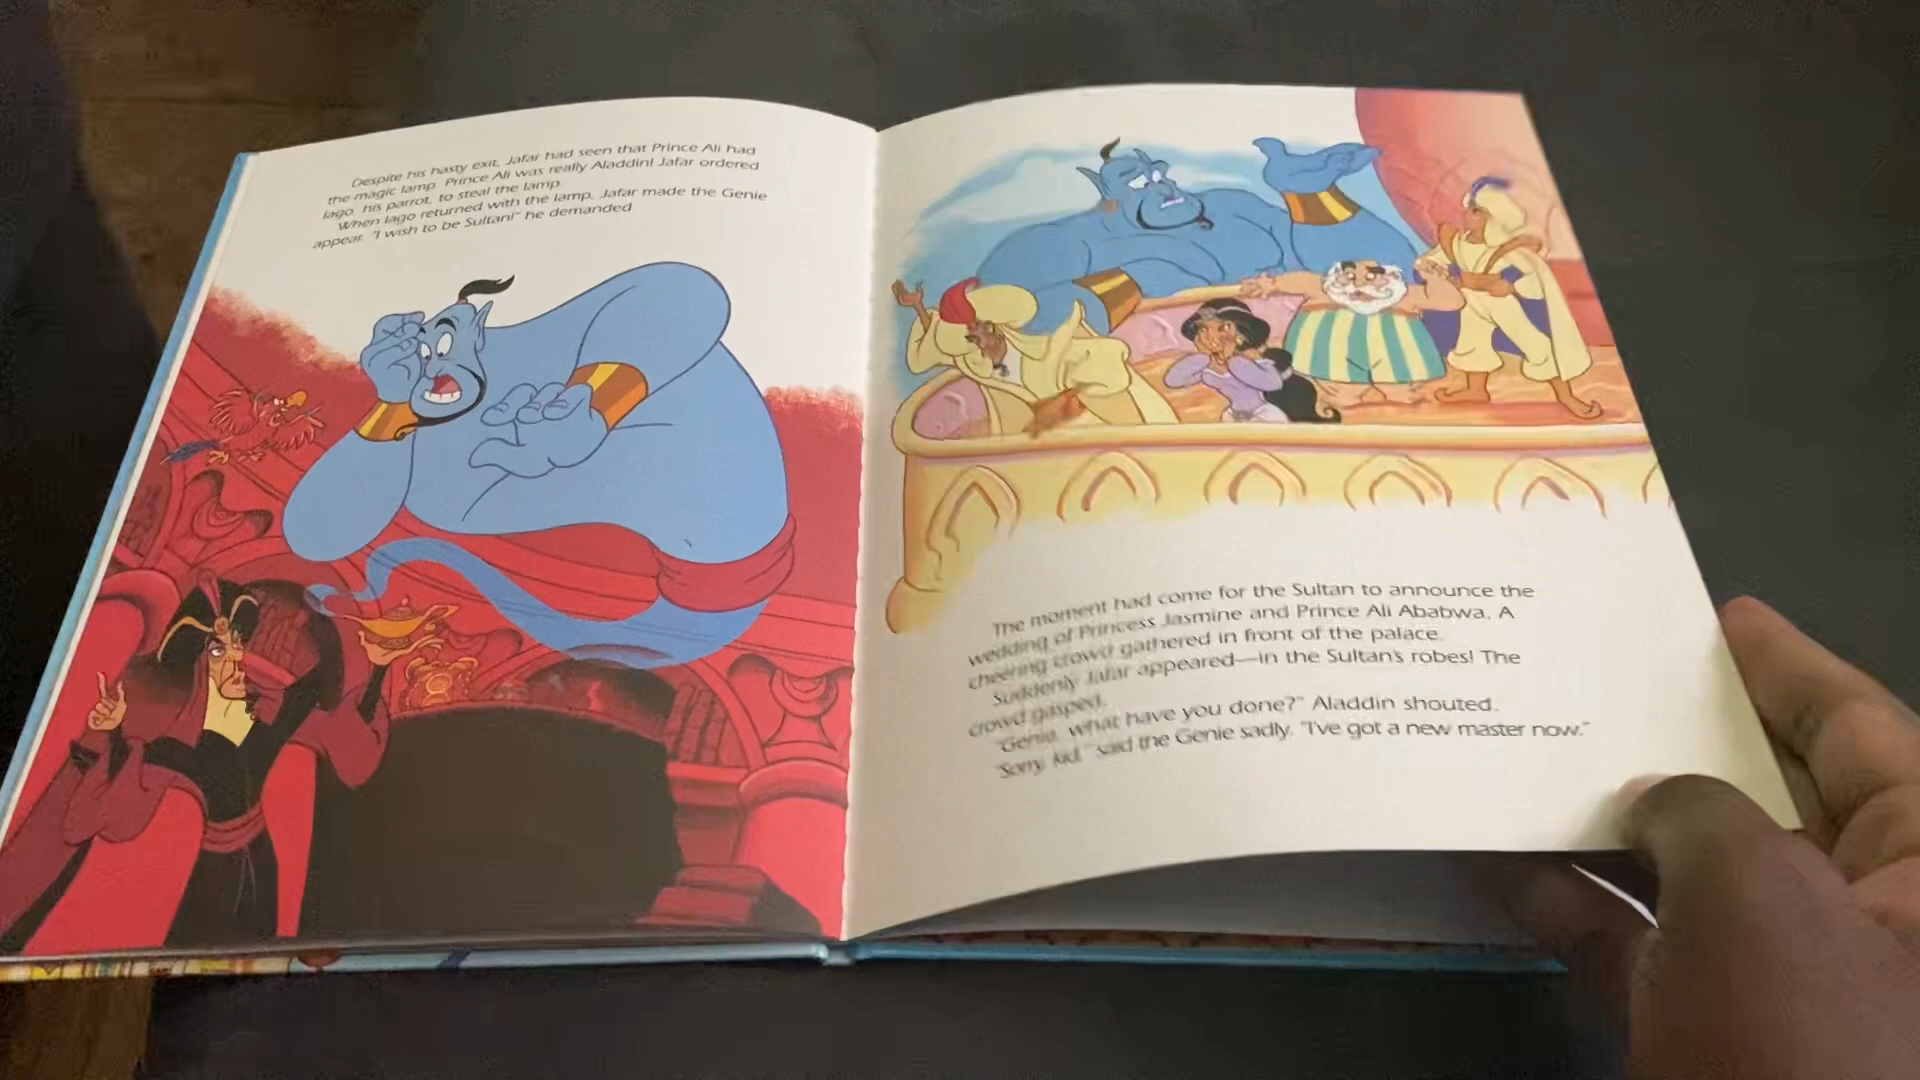 Despite his hasty exit, Jafar had seen that Prince Ali had
the magic lamp. Prince Ali was really Aladdin! Jafar ordered
Iago, his parrot, to steal the lamp.
When Iago returned with the lamp, Jafar made the Genie
appear. "I wish to be Sultan!" he demanded.
The moment had come for the Sultan to announce the
wedding of Princess Jasmine and Prince Ali Ababwa. A
cheering crowd gathered in front of the palace.
Suddenly Jafar appeared—in the Sultan's robes! The
crowd gasped.
"Genie, what have you done?" Aladdin shouted.
"Sorry, kid," said the Genie sadly. "I've got a new master now."